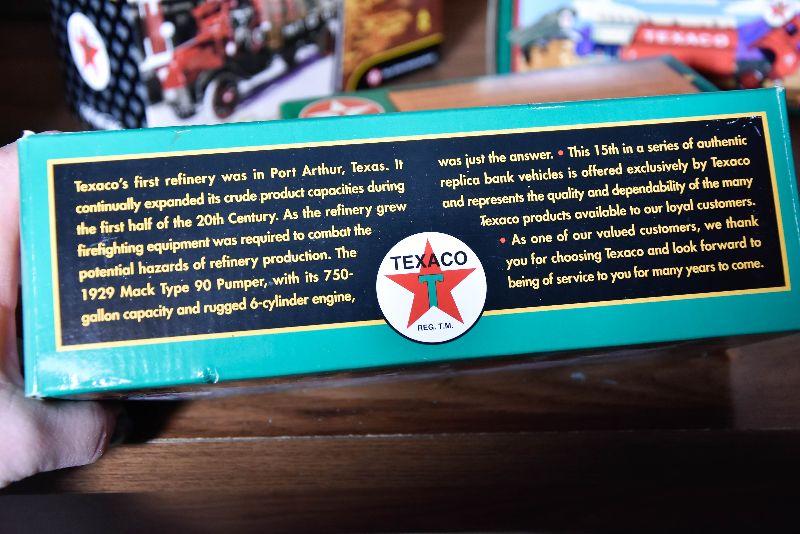 TEXACO
Texaco's first refinery was in Port Arthur, Texas. It
continually expanded its crude product capacities during
the first half of the 20th Century. As the refinery grew
firefighting equipment was required to combat the
potential hazards of refinery production. The
1929 Mack Type 90 Pumper, with its 750-
gallon capacity and rugged 6-cylinder engine,
was just the answer. • This 15th in a series of authentic
replica bank vehicles is offered exclusively by Texaco
and represents the quality and dependability of the many
Texaco products available to our loyal customers.
• As one of our valued customers, we thank
you for choosing Texaco and look forward to
being of service to you for many years to come.
TEXACO
T
REG. T.M.